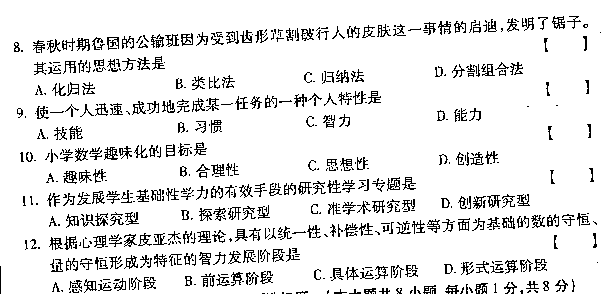 8. 春秋时期鲁国的公输班因为受到齿形草割破行人的皮肤这一事情的启迪,发明了锯子。
其运用的思想方法是 【 】
A. 化归法 B. 类比法 C. 归纳法 D. 分割组合法
9. 使一个人迅速、成功地完成某一任务的一种个人特性是 【 】
A. 技能 B. 习惯 C. 智力 D. 能力
10. 小学数学趣味化的目标是 【 】
A. 趣味性 B. 合理性 C. 思想性 D. 创造性
11. 作为发展学生基础性学力的有效手段的研究性学习专题是 【 】
A. 知识探究型 B. 探索研究型 C. 准学术研究型 D. 创新研究型
12. 根据心理学家皮亚杰的理论,具有以统一性、补偿性、可逆性等方面为基础的数的守恒、
量的守恒形成为特征的智力发展阶段是 【 】
A. 感知运动阶段 B. 前运算阶段 C. 具体运算阶段 D. 形式运算阶段
(本大题共 8 小题,每小题 1 分,共 8 分)